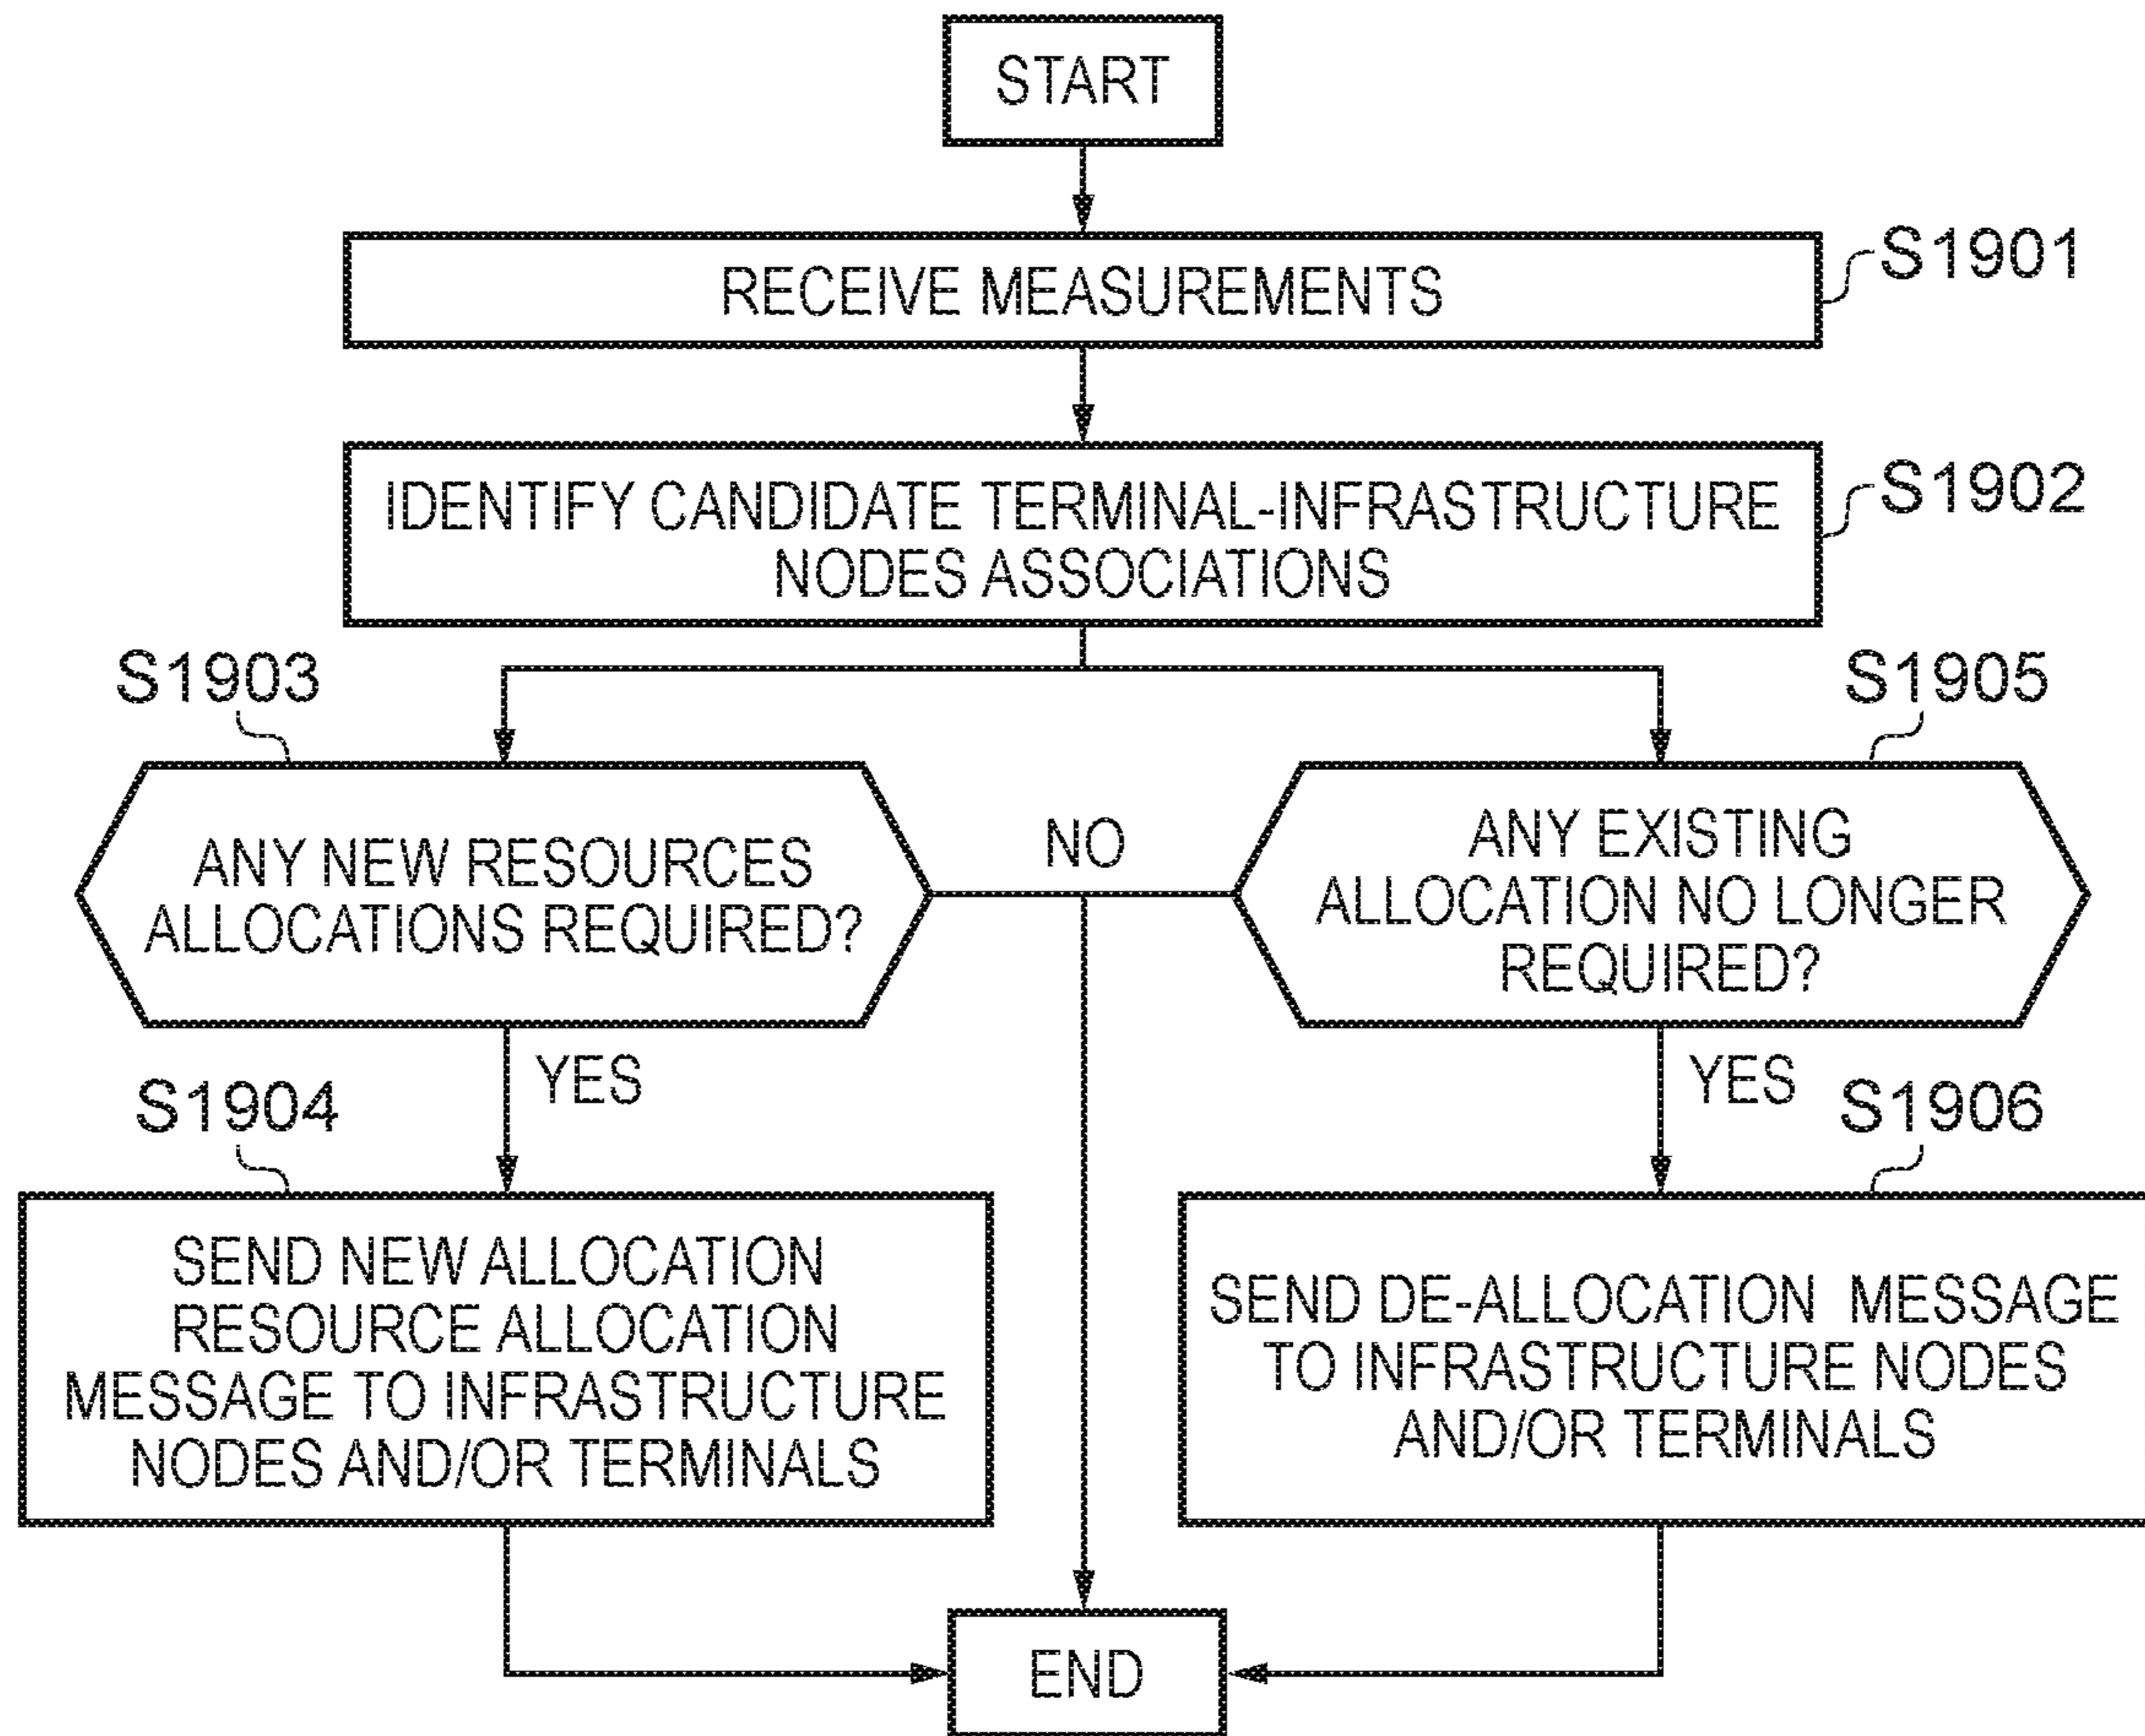 START
RECEIVE MEASUREMENTS
S1901
IDENTIFY CANDIDATE TERMINAL-INFRASTRUCTURE
NODES ASSOCIATIONS
S1902
S1903
S1905
ANY NEW RESOURCES
ALLOCATIONS REQUIRED?
NO
ANY EXISTING
ALLOCATION NO LONGER
REQUIRED?
YES
YES
S1904
S1906
SEND NEW ALLOCATION
RESOURCE ALLOCATION
MESSAGE TO INFRASTRUCTURE
NODES AND/OR TERMINALS
SEND DE-ALLOCATION MESSAGE
TO INFRASTRUCTURE NODES
AND/OR TERMINALS
END